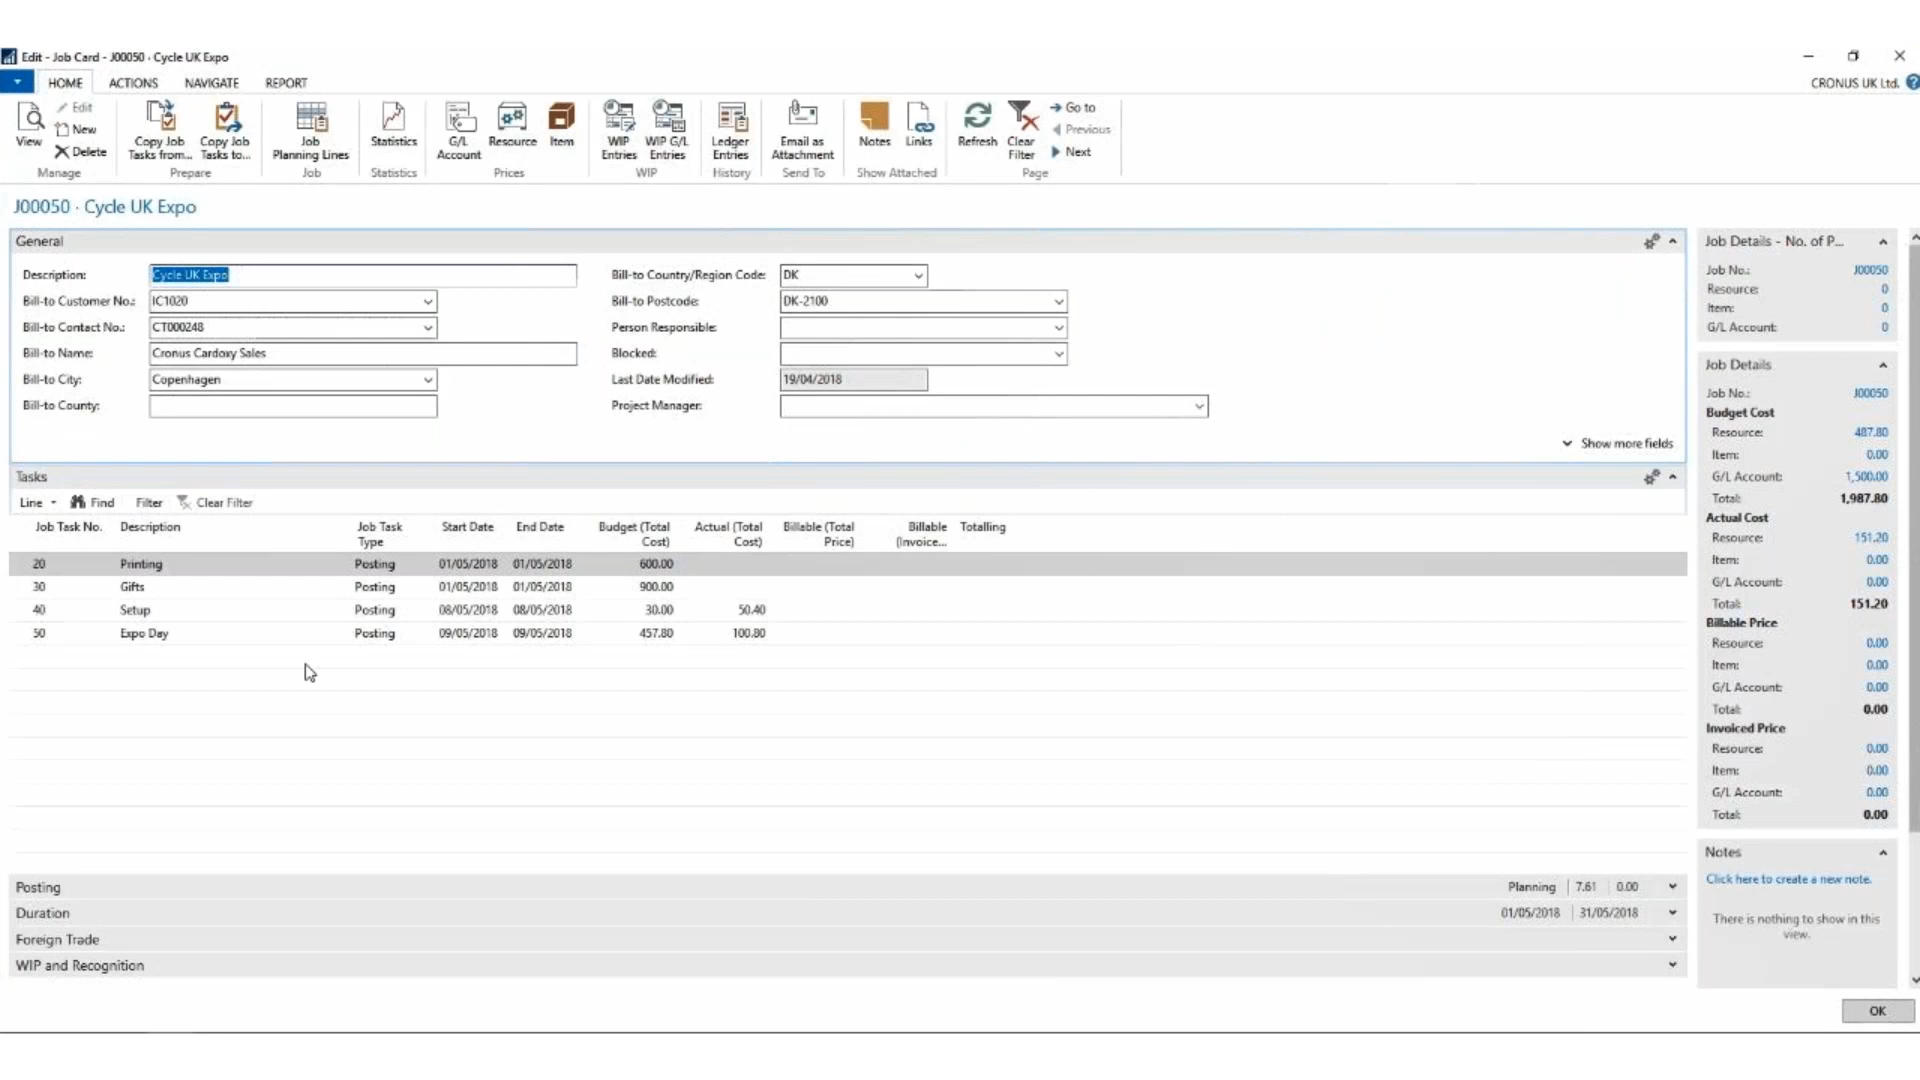 Edit - Job Card - J00050 · Cycle UK Expo
HOME ACTIONS NAVIGATE REPORT CRONUS UK Ltd.
View
Edit
New
Delete
Manage
Copy Job Tasks from...
Copy Job Tasks to...
Prepare
Job Planning Lines
Job
Statistics
Statistics
G/L Account
Resource
Item
Prices
WIP Entries
WIP G/L Entries
WIP
Ledger Entries
History
Email as Attachment
Send To
Notes
Links
Show Attached
Refresh
Clear Filter
Go to
Previous
Next
Page
J00050 · Cycle UK Expo
General
Description: Cycle UK Expo
Bill-to Customer No.: IC1020
Bill-to Contact No.: CT000248
Bill-to Name: Cronus Cardoxy Sales
Bill-to City: Copenhagen
Bill-to County:
Bill-to Country/Region Code: DK
Bill-to Postcode: DK-2100
Person Responsible:
Blocked:
Last Date Modified: 19/04/2018
Project Manager:
Show more fields
Tasks
Line Find Filter Clear Filter
Job Task No. Description Job Task Type Start Date End Date Budget (Total Cost) Actual (Total Cost) Billable (Total Price) Billable (Invoice... Totalling
20 Printing Posting 01/05/2018 01/05/2018 600.00
30 Gifts Posting 01/05/2018 01/05/2018 900.00
40 Setup Posting 08/05/2018 08/05/2018 30.00 50.40
50 Expo Day Posting 09/05/2018 09/05/2018 457.80 100.80
Posting Planning 7.61 0.00
Duration 01/05/2018 31/05/2018
Foreign Trade
WIP and Recognition
Job Details - No. of P...
Job No.: J00050
Resource: 0
Item: 0
G/L Account: 0
Job Details
Job No.: J00050
Budget Cost
Resource: 487.80
Item: 0.00
G/L Account: 1,500.00
Total: 1,987.80
Actual Cost
Resource: 151.20
Item: 0.00
G/L Account: 0.00
Total: 151.20
Billable Price
Resource: 0.00
Item: 0.00
G/L Account: 0.00
Total: 0.00
Invoiced Price
Resource: 0.00
Item: 0.00
G/L Account: 0.00
Total: 0.00
Notes
Click here to create a new note.
There is nothing to show in this
view.
OK